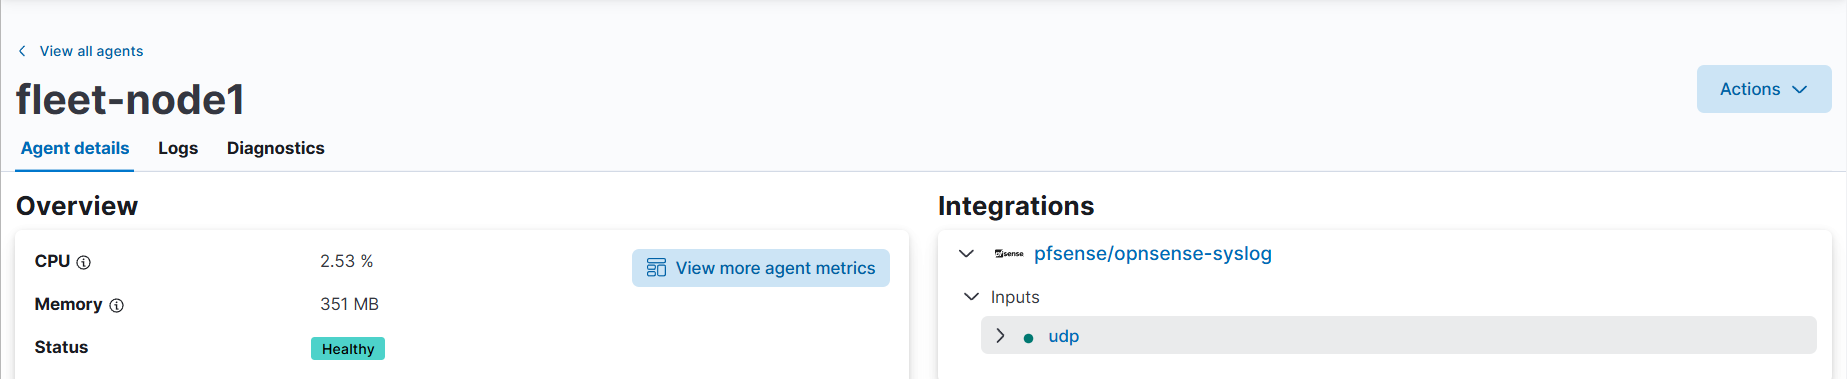 View all agents
fleet-node1
Actions
Agent details Logs Diagnostics
Overview
CPU 2.53 %
View more agent metrics
Memory 351 MB
Status Healthy
Integrations
pfsense pfsense/opnsense-syslog
Inputs
udp